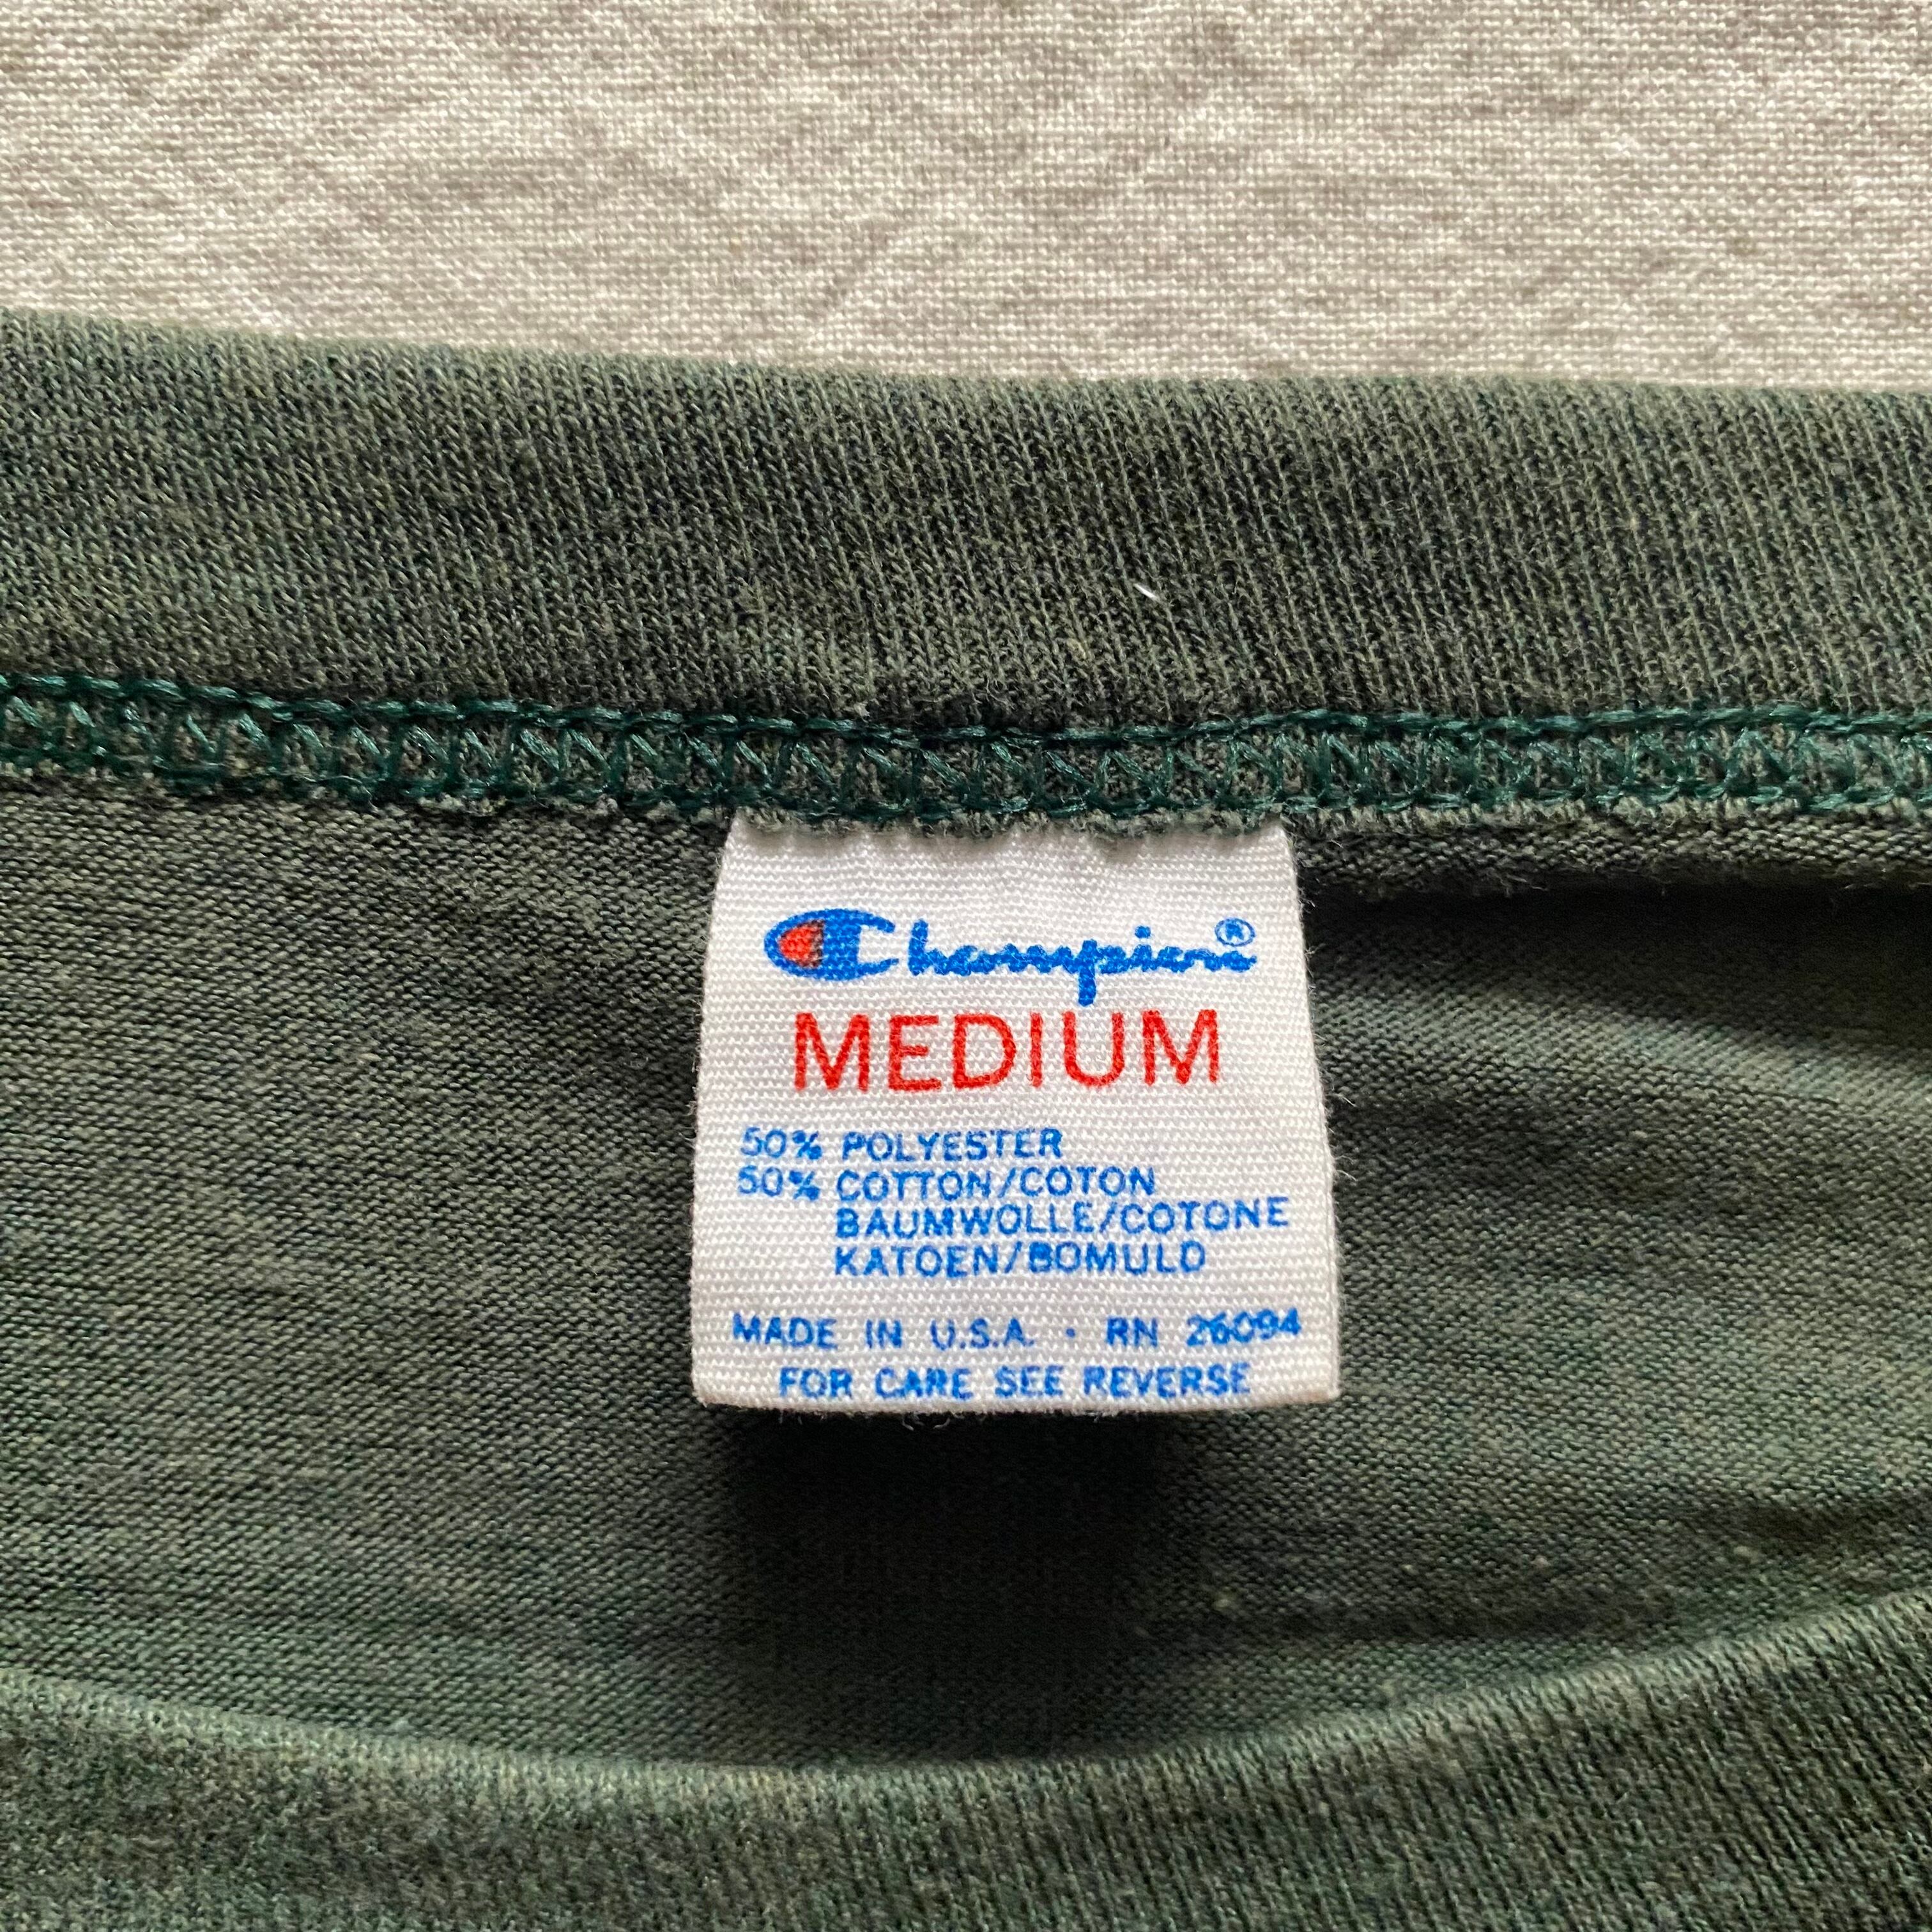 Champion®
MEDIUM
50% POLYESTER
50% COTTON/COTON
BAUMWOLLE/COTONE
KATOEN/BOMULD
MADE IN U.S.A. · RN 26094
FOR CARE SEE REVERSE